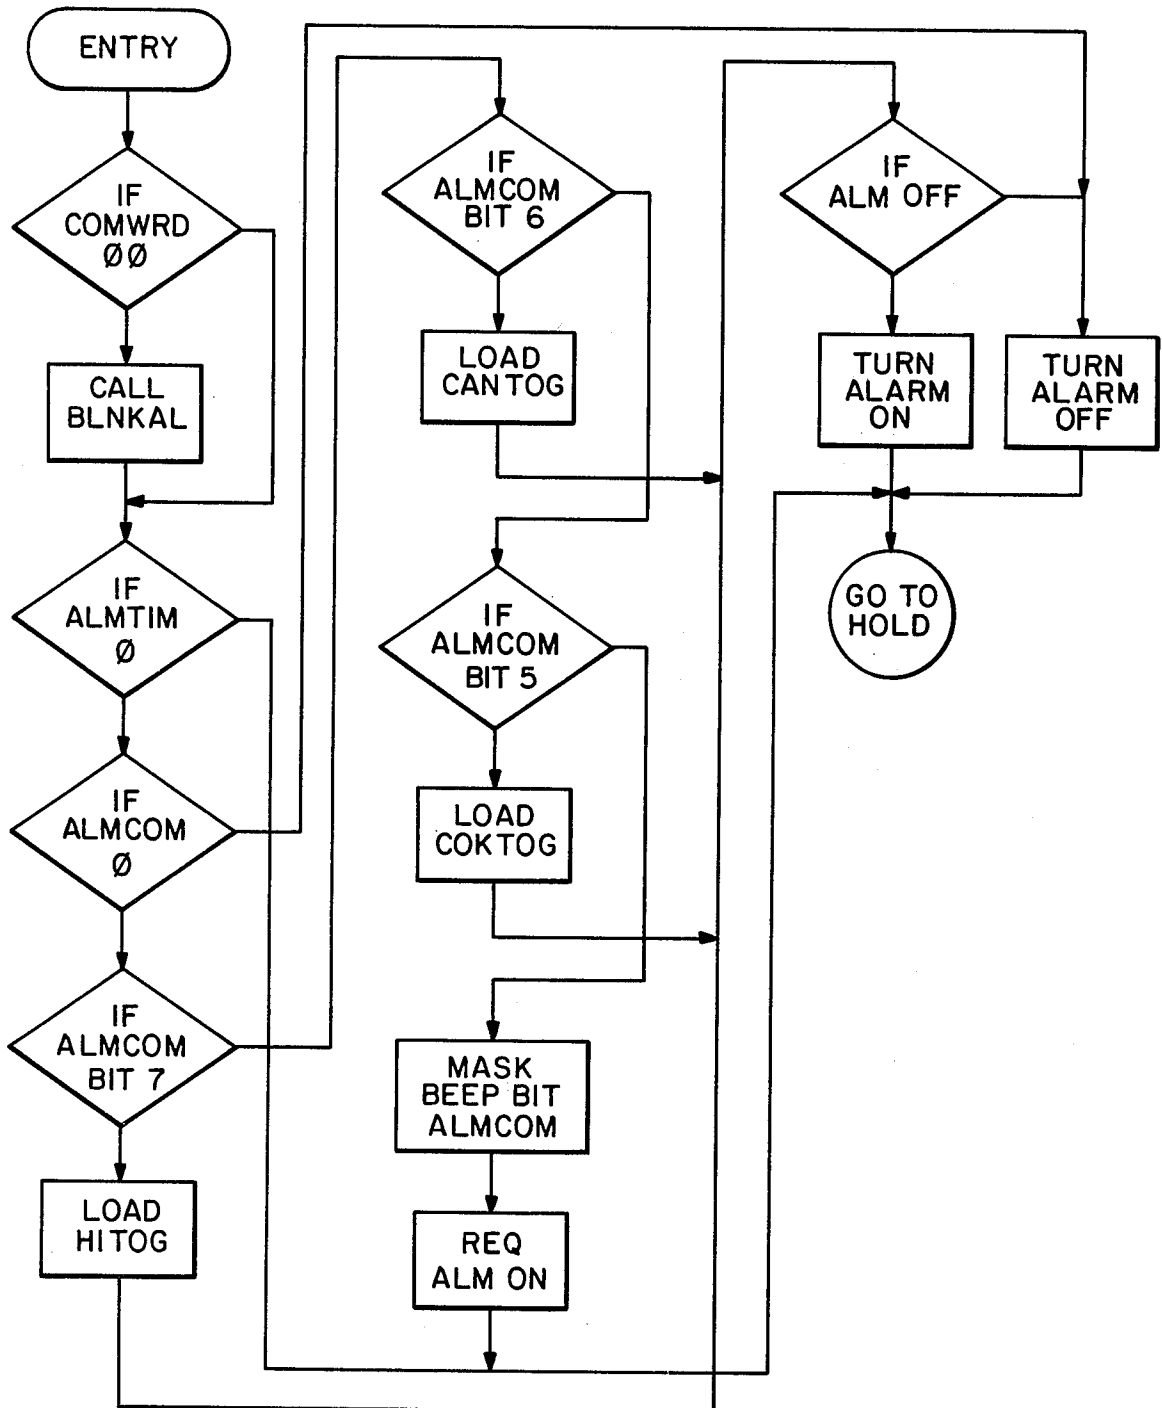 ENTRY
IF
COMWRD
ØØ
CALL
BLNKAL
IF
ALMTIM
Ø
IF
ALMCOM
Ø
IF
ALMCOM
BIT 7
LOAD
HITOG
IF
ALMCOM
BIT 6
LOAD
CANTOG
IF
ALMCOM
BIT 5
LOAD
COKTOG
MASK
BEEP BIT
ALMCOM
REQ
ALM ON
IF
ALM OFF
TURN
ALARM
ON
TURN
ALARM
OFF
GO TO
HOLD